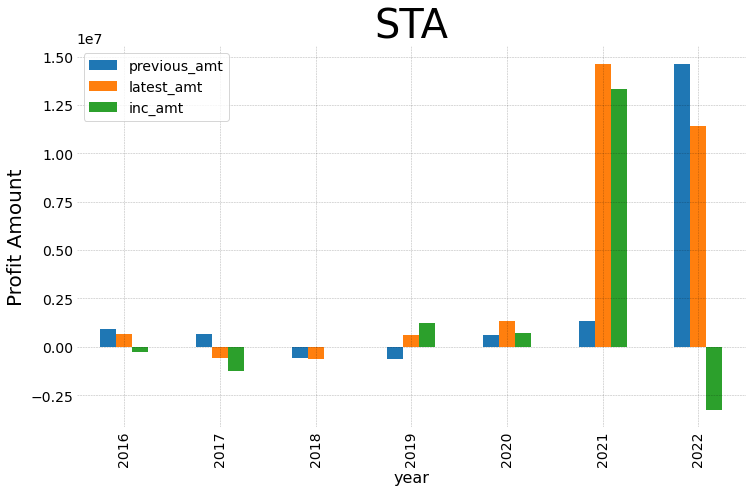 STA
1e7
1.50
1.25
1.00
0.75
0.50
0.25
0.00
−0.25
Profit Amount
previous_amt
latest_amt
inc_amt
2016
2017
2018
2019
2020
2021
2022
year